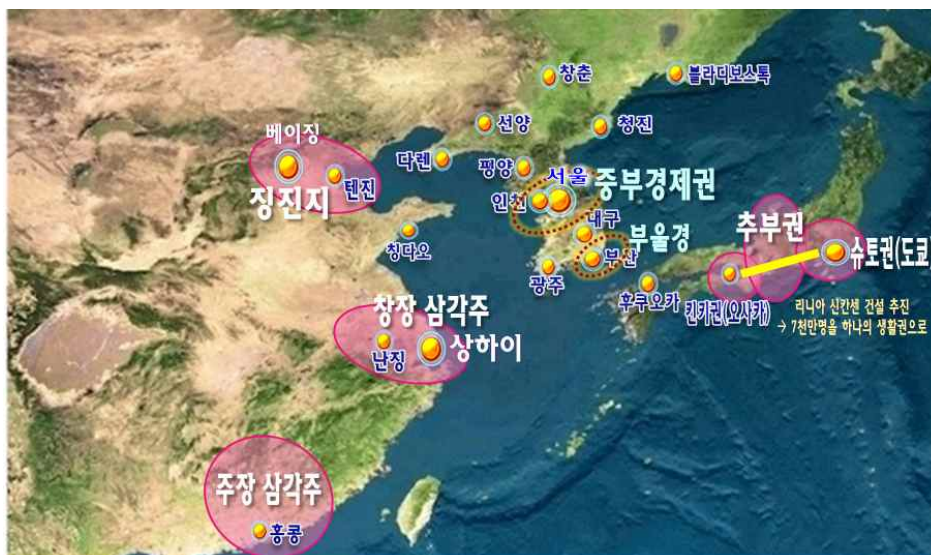 창춘
블라디보스톡
선양
청진
베이징
다롄
평양
서울
텐진
인천
중부경제권
징진지
대구
추부권
칭다오
부울경
부산
슈토권(도쿄)
광주
후쿠오카
킨카권(오사카)
리니아 신칸센 건설 추진
→ 7천만명을 하나의 생활권으로
창장 삼각주
난징
상하이
주장 삼각주
홍콩